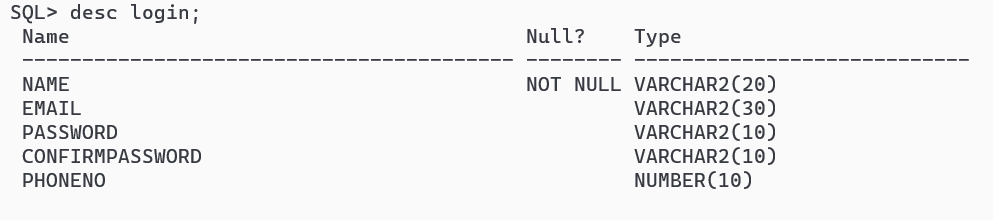 SQL> desc login;
Name Null? Type
----------------------------------------- -------- ----------------------------
NAME NOT NULL VARCHAR2(20)
EMAIL VARCHAR2(30)
PASSWORD VARCHAR2(10)
CONFIRMPASSWORD VARCHAR2(10)
PHONENO NUMBER(10)